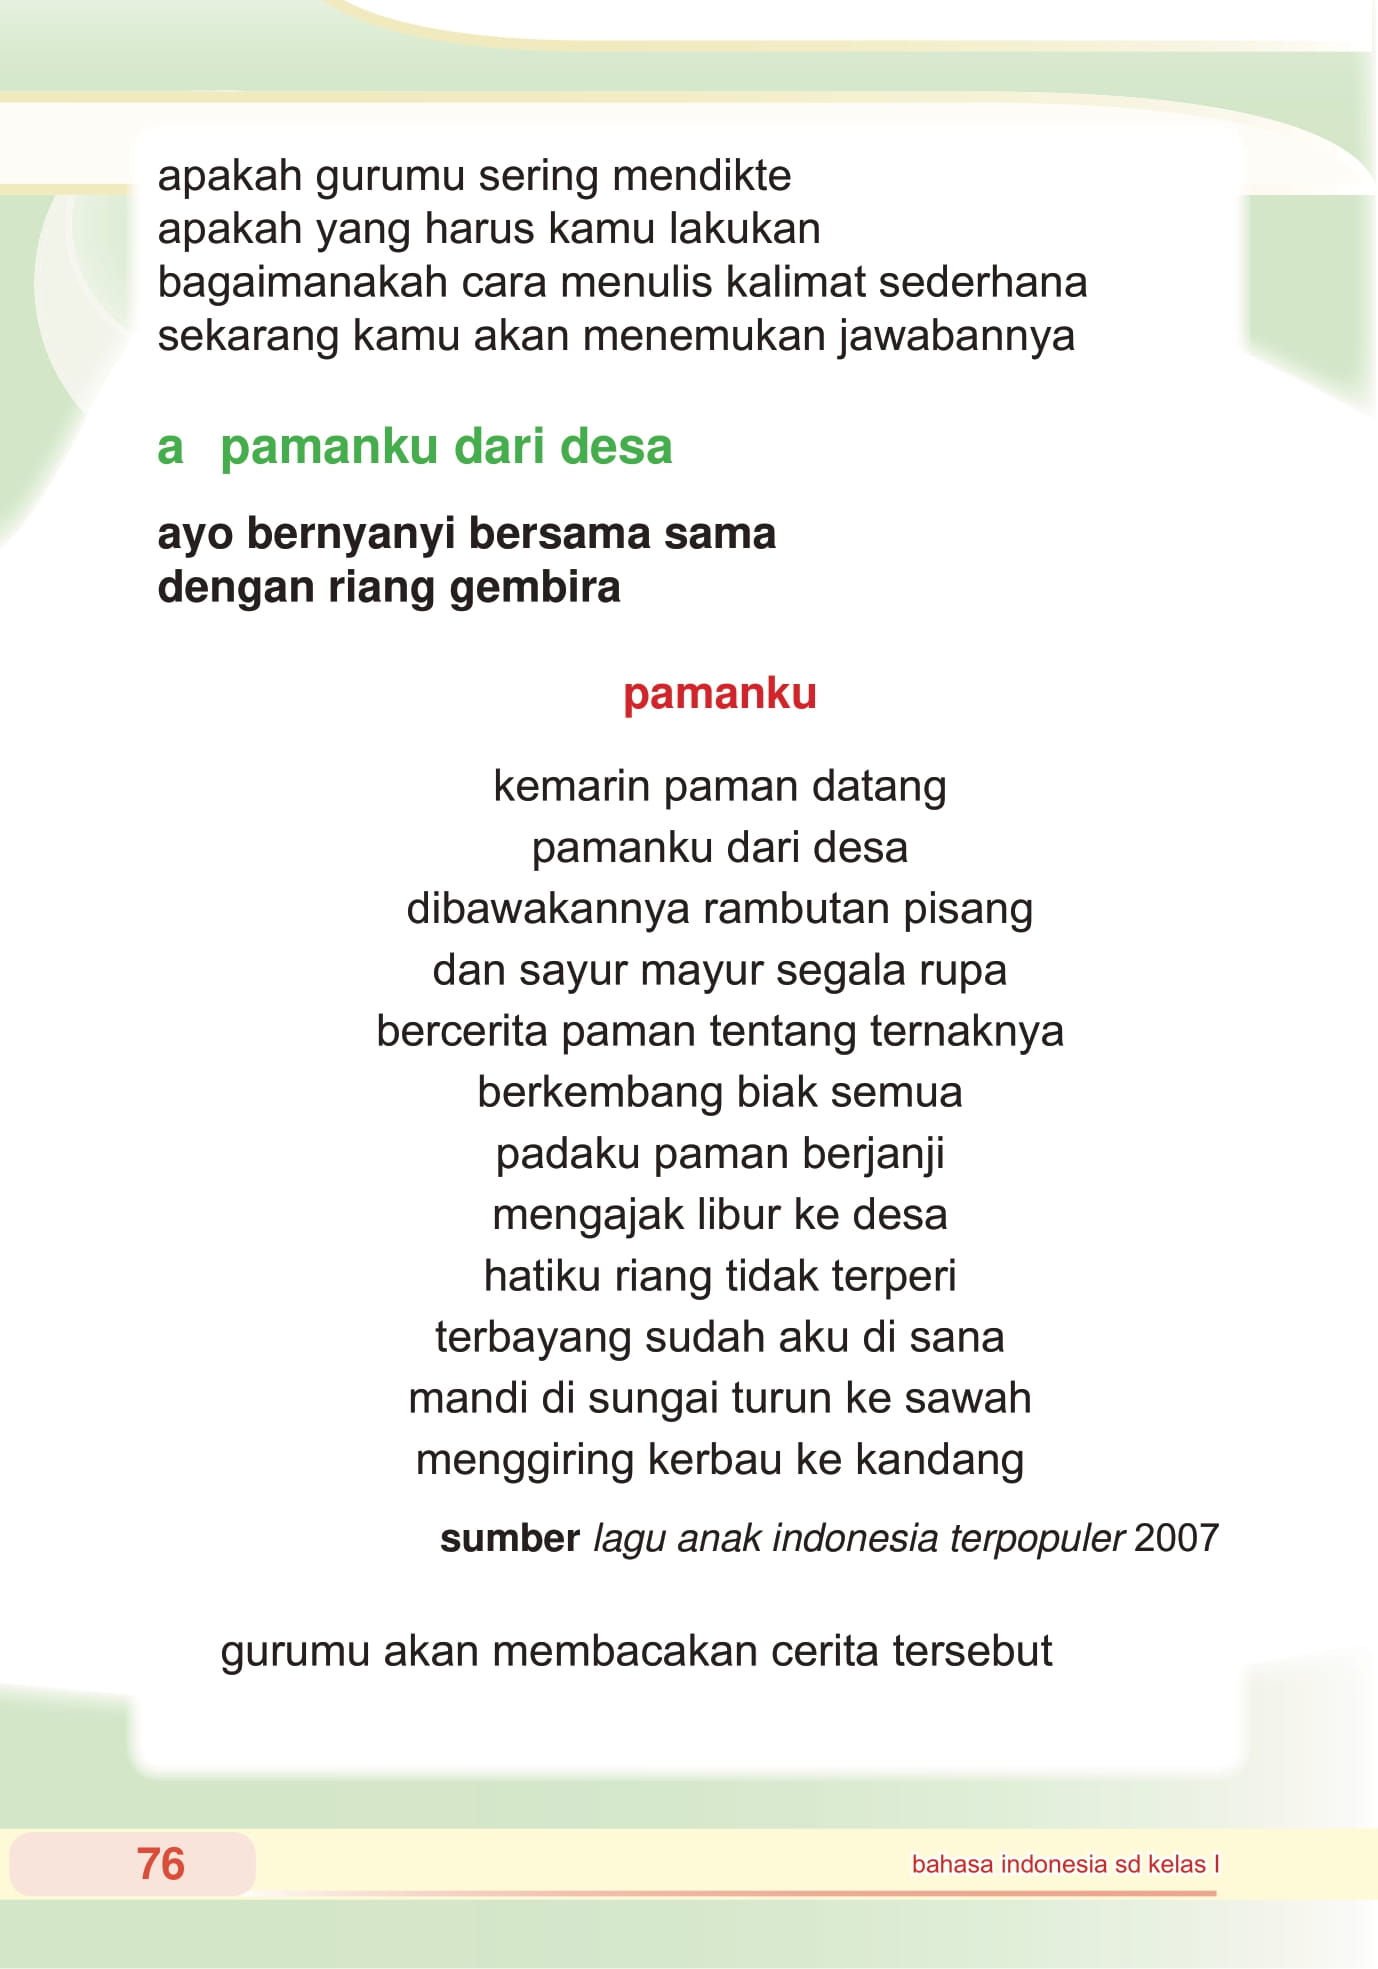 apakah gurumu sering mendikte
apakah yang harus kamu lakukan
bagaimanakah cara menulis kalimat sederhana
sekarang kamu akan menemukan jawabannya
a pamanku dari desa
ayo bernyanyi bersama sama
dengan riang gembira
pamanku
kemarin paman datang
pamanku dari desa
dibawakannya rambutan pisang
dan sayur mayur segala rupa
bercerita paman tentang ternaknya
berkembang biak semua
padaku paman berjanji
mengajak libur ke desa
hatiku riang tidak terperi
terbayang sudah aku di sana
mandi di sungai turun ke sawah
menggiring kerbau ke kandang
sumber lagu anak indonesia terpopuler 2007
gurumu akan membacakan cerita tersebut
76
bahasa indonesia sd kelas I